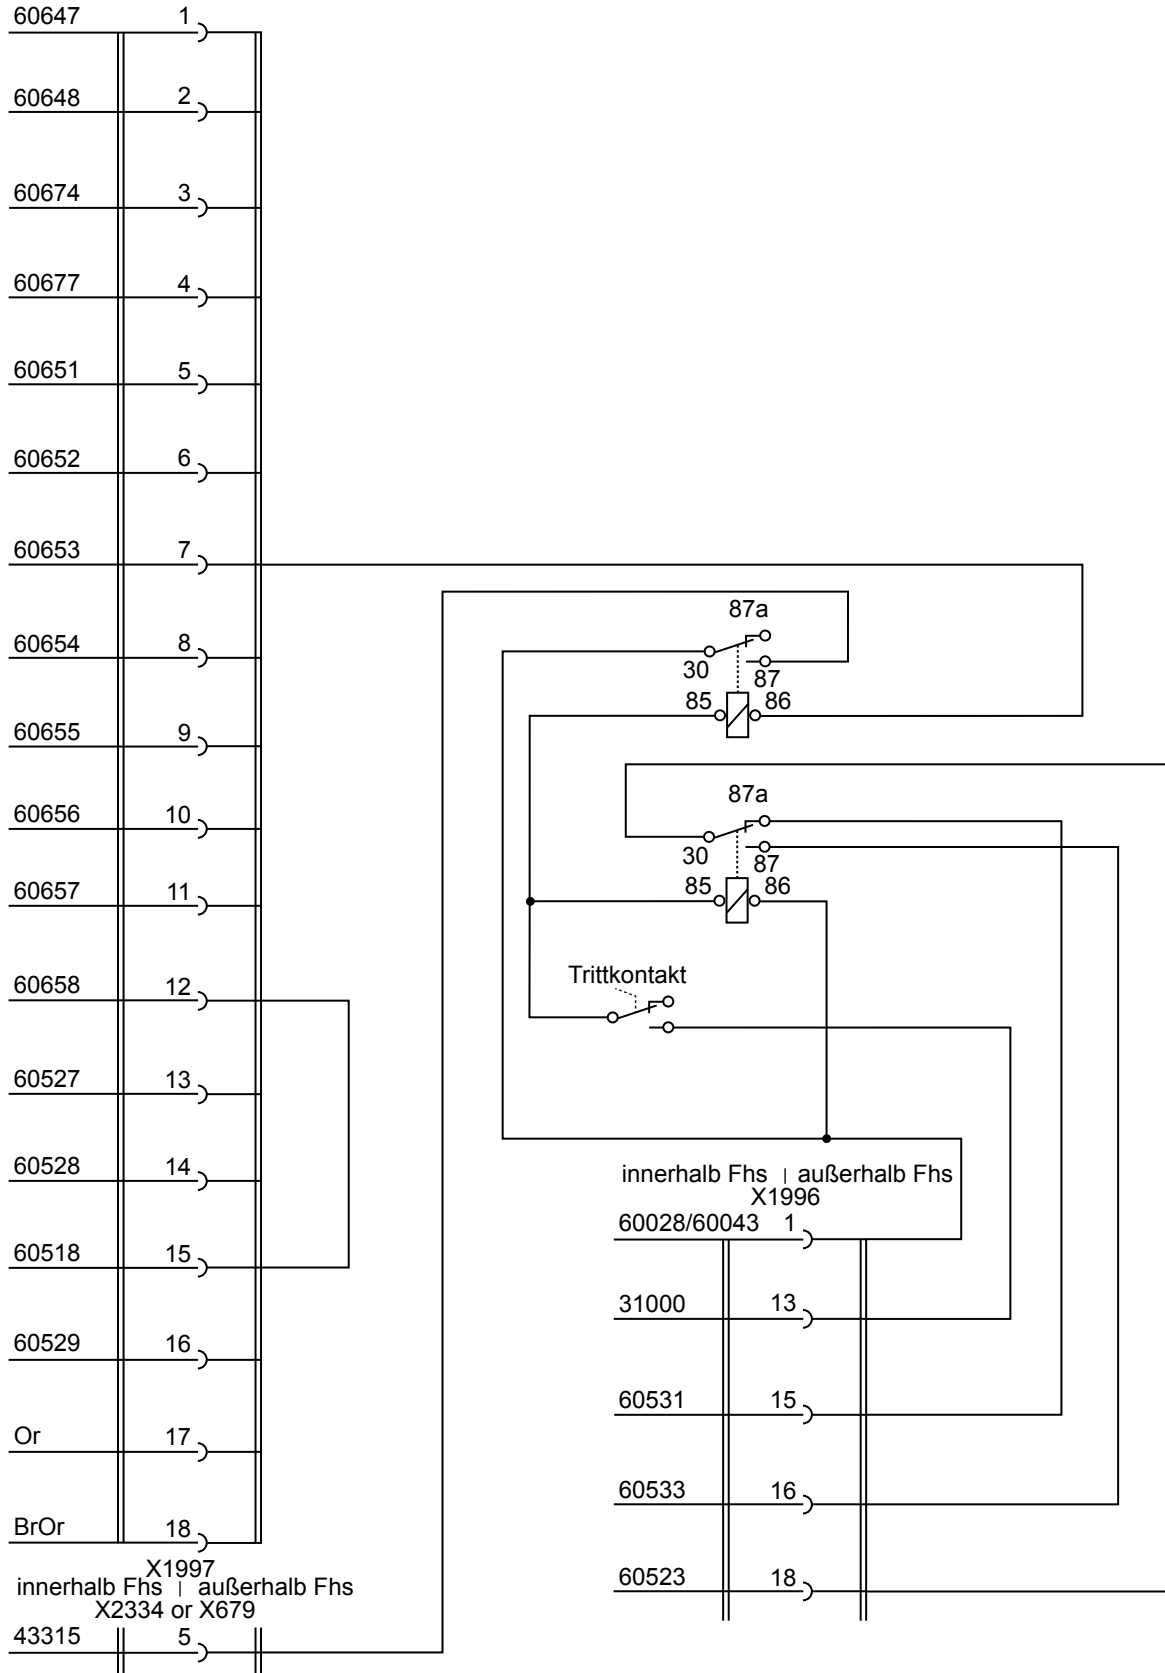 60647 1
60648 2
60674 3
60677 4
60651 5
60652 6
60653 7
60654 8
60655 9
60656 10
60657 11
60658 12
60527 13
60528 14
60518 15
60529 16
Or 17
BrOr 18
X1997
innerhalb Fhs | außerhalb Fhs
X2334 or X679
43315 5
87a
30
87
85 86
87a
30
87
85 86
Trittkontakt
innerhalb Fhs | außerhalb Fhs
X1996
60028/60043 1
31000 13
60531 15
60533 16
60523 18